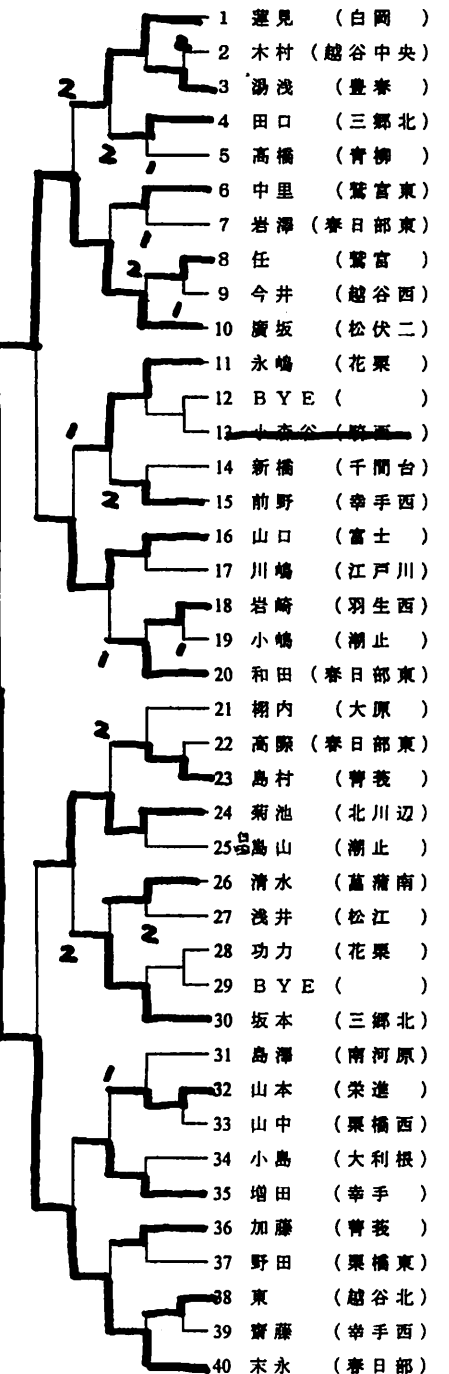 1 蓮見 (白岡)
2
2 木村 (越谷中央)
3 湯浅 (豊春)
2
4 田口 (三郷北)
2
5 高橋 (青柳)
1
6 中里 (鷲宮東)
7 岩澤 (春日部東)
1
8 任 (鷲宮)
2
9 今井 (越谷西)
1
10 廣坂 (松伏二)
11 永嶋 (花栗)
12 BYE ( )
13 小森谷
1
14 新橋 (千間台)
15 前野 (幸手西)
2
16 山口 (富士)
17 川嶋 (江戸川)
18 岩崎 (羽生西)
19 小嶋 (潮止)
1 1
20 和田 (春日部東)
21 栩内 (大原)
2
22 高際 (春日部東)
23 島村 (菁莪)
24 菊池 (北川辺)
25 畠山 (潮止)
26 清水 (菖蒲南)
27 浅井 (松江)
2
28 功力 (花栗)
2
29 BYE ( )
30 坂本 (三郷北)
31 島澤 (南河原)
1
32 山本 (栄進)
33 山中 (栗橋西)
34 小島 (大利根)
35 増田 (幸手)
36 加藤 (菁莪)
37 野田 (栗橋東)
38 東 (越谷北)
39 齋藤 (幸手西)
40 末永 (春日部)